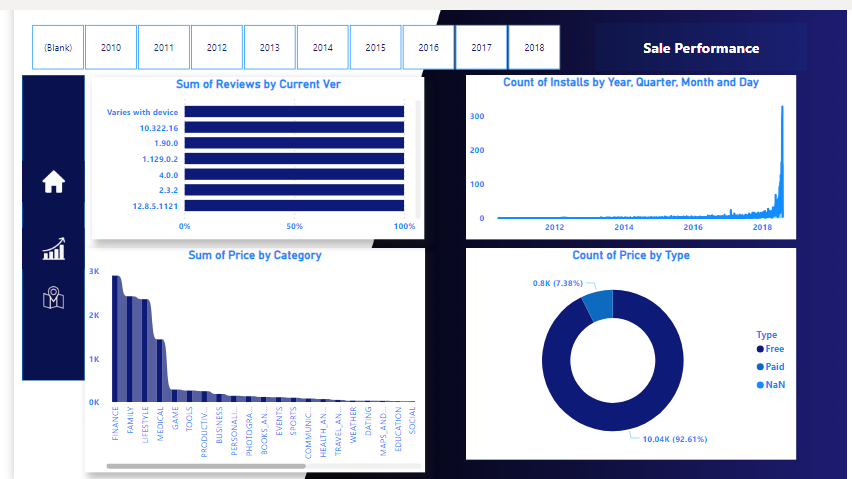 (Blank)
2010
2011
2012
2013
2014
2015
2016
2017
2018
Sale Performance
Sum of Reviews by Current Ver
Varies with device
10.322.16
1.90.0
1.129.0.2
4.0.0
2.3.2
12.8.5.1121
0%
50%
100%
Count of Installs by Year, Quarter, Month and Day
300
200
100
0
2012
2014
2016
2018
Sum of Price by Category
3K
2K
1K
0K
FINANCE
FAMILY
LIFESTYLE
MEDICAL
GAME
TOOLS
PRODUCTIV...
BUSINESS
PERSONALI...
PHOTOGRA...
BOOKS_AN...
EVENTS
SPORTS
COMMUNIC...
HEALTH_AN...
TRAVEL_AN...
WEATHER
DATING
MAPS_AND...
EDUCATION
SOCIAL
Count of Price by Type
0.8K (7.38%)
10.04K (92.61%)
Type
Free
Paid
NaN